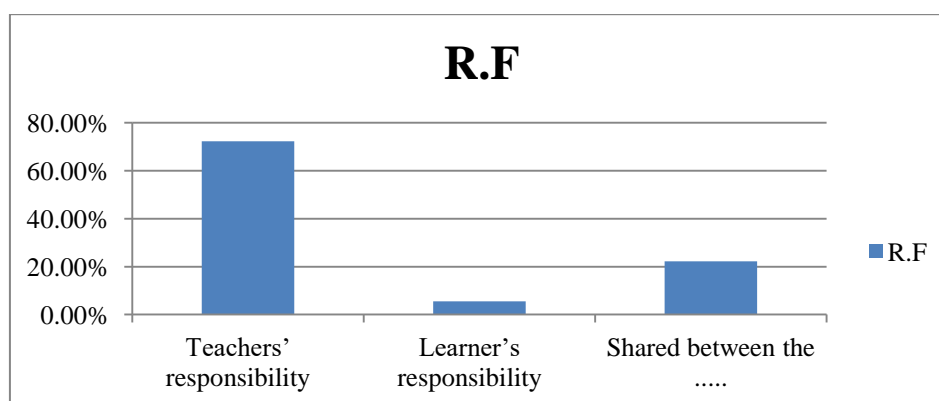 R.F
80.00%
60.00%
40.00%
20.00%
0.00%
Teachers’
responsibility
Learner’s
responsibility
Shared between the
.....
R.F